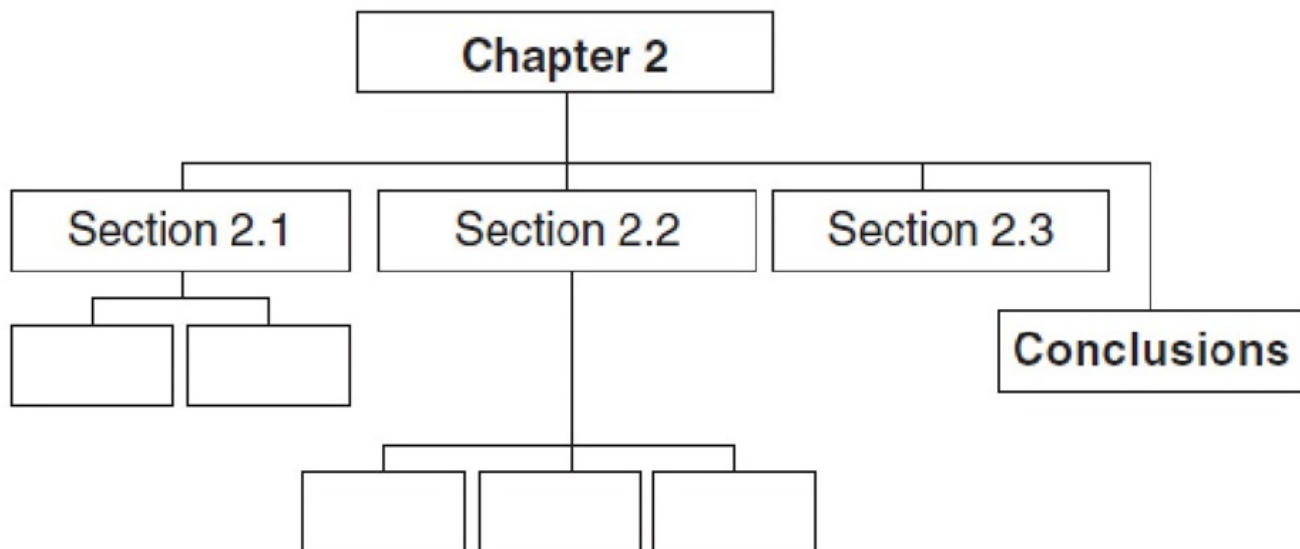 Chapter 2
Section 2.1
Section 2.2
Section 2.3
Conclusions